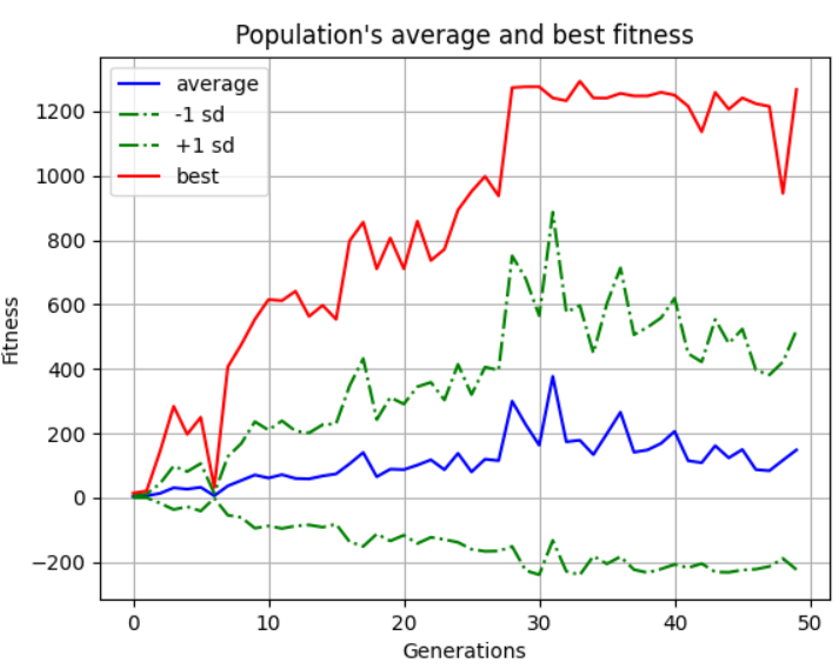 Population's average and best fitness
average
-1 sd
+1 sd
best
1200
1000
800
600
400
200
0
−200
Fitness
0 10 20 30 40 50
Generations